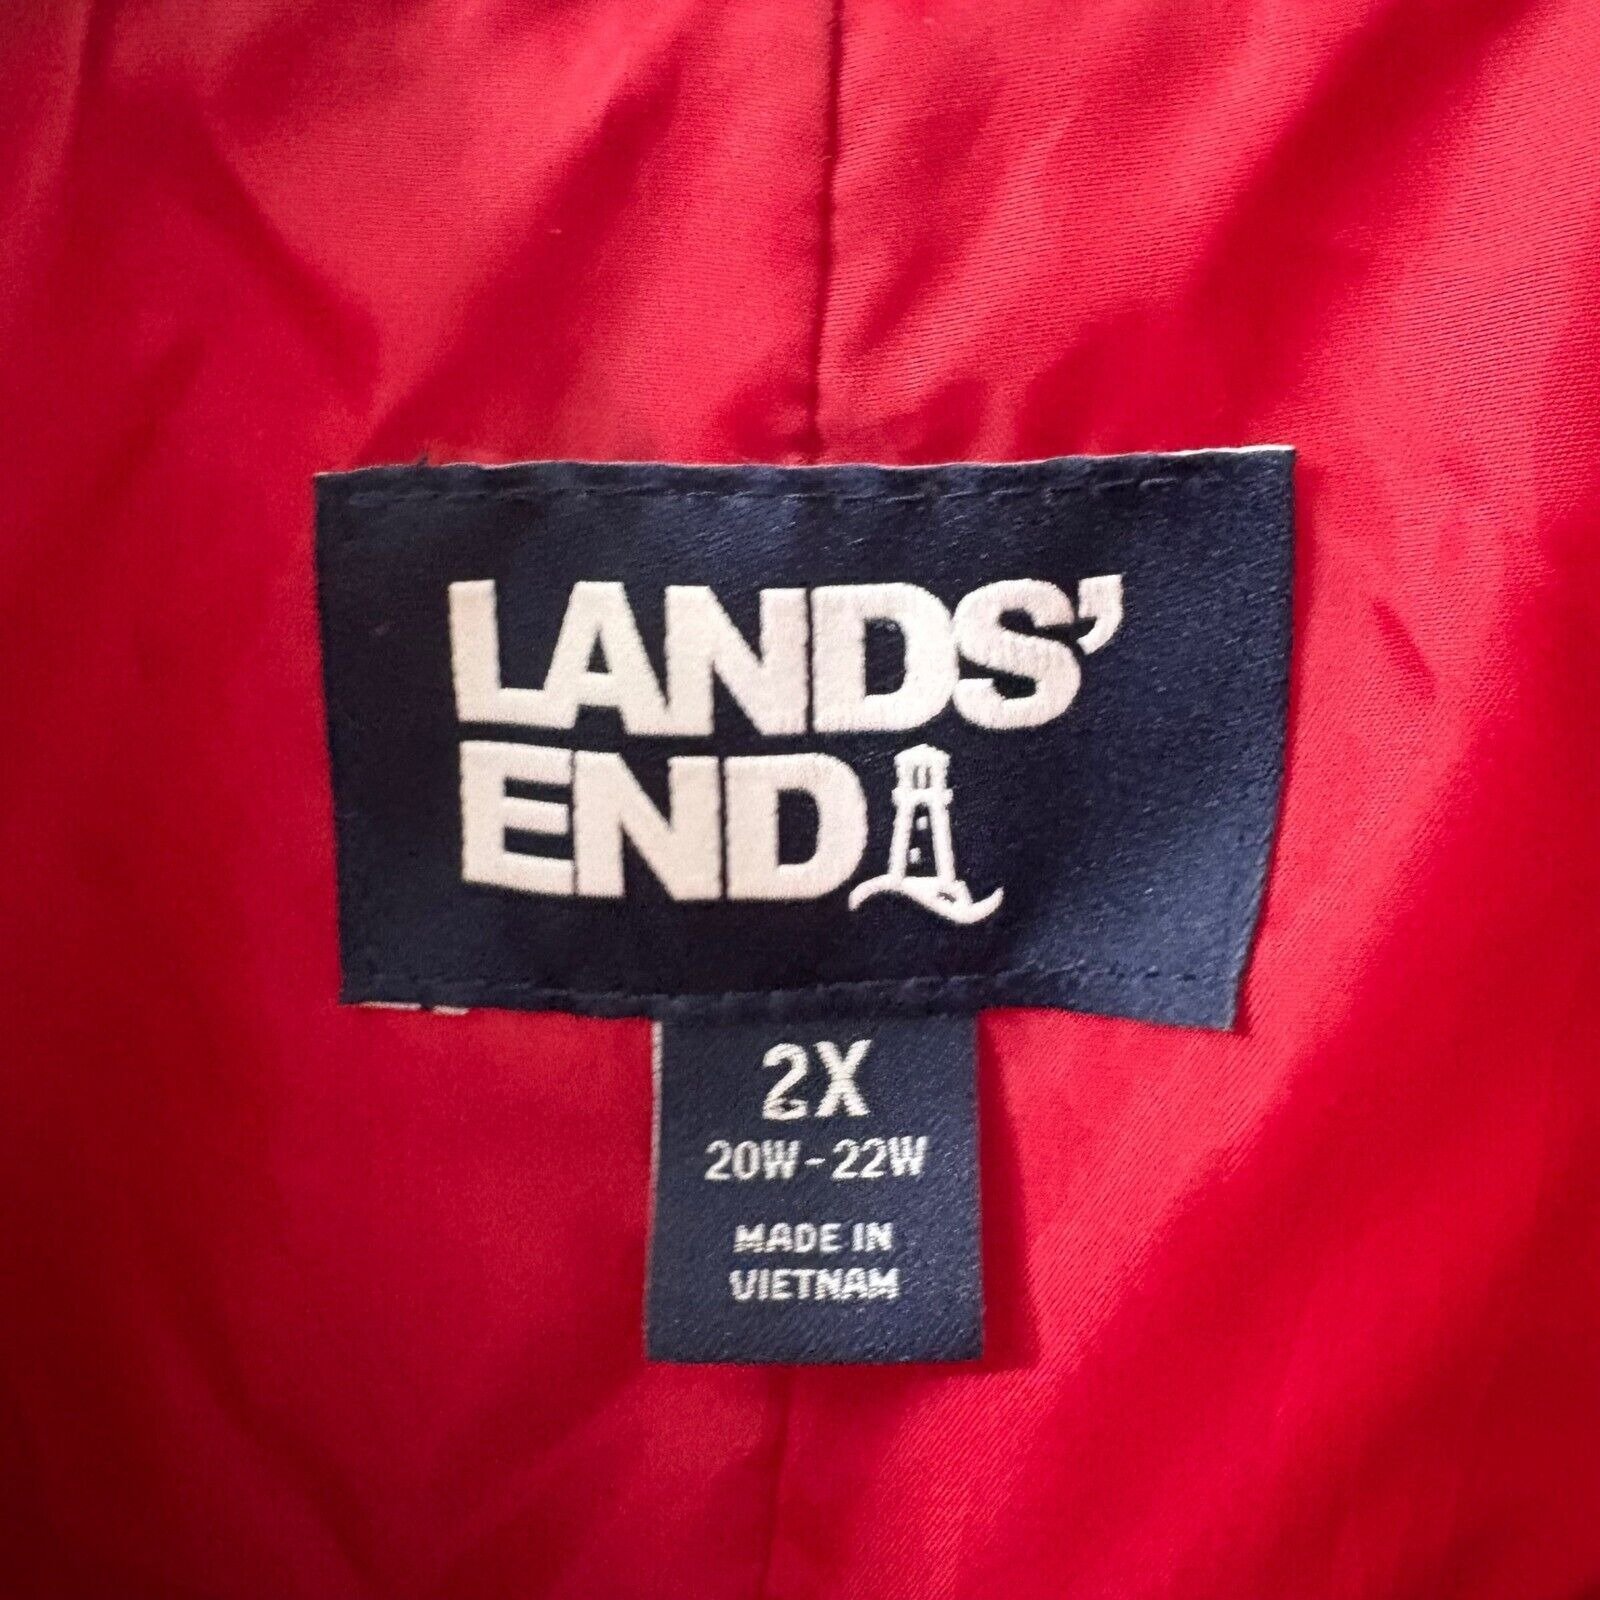 LANDS'
END
2X
20W-22W
MADE IN
VIETNAM